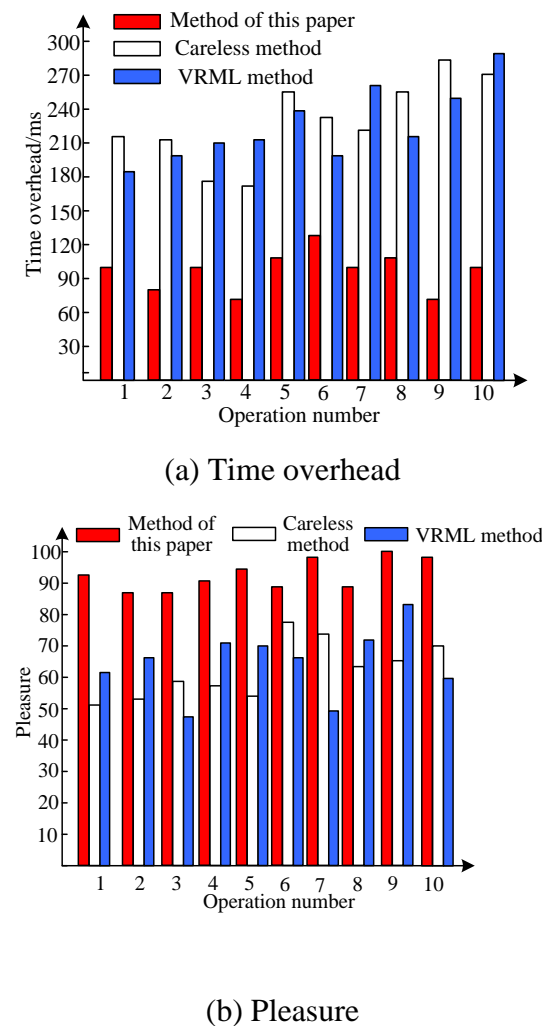 Method of this paper
Careless method
VRML method
300
270
240
210
180
150
120
90
60
30
Time overhead/ms
1 2 3 4 5 6 7 8 9 10
Operation number
(a) Time overhead
Method of
this paper
Careless
method
VRML method
100
90
80
70
60
50
40
30
20
10
Pleasure
1 2 3 4 5 6 7 8 9 10
Operation number
(b) Pleasure